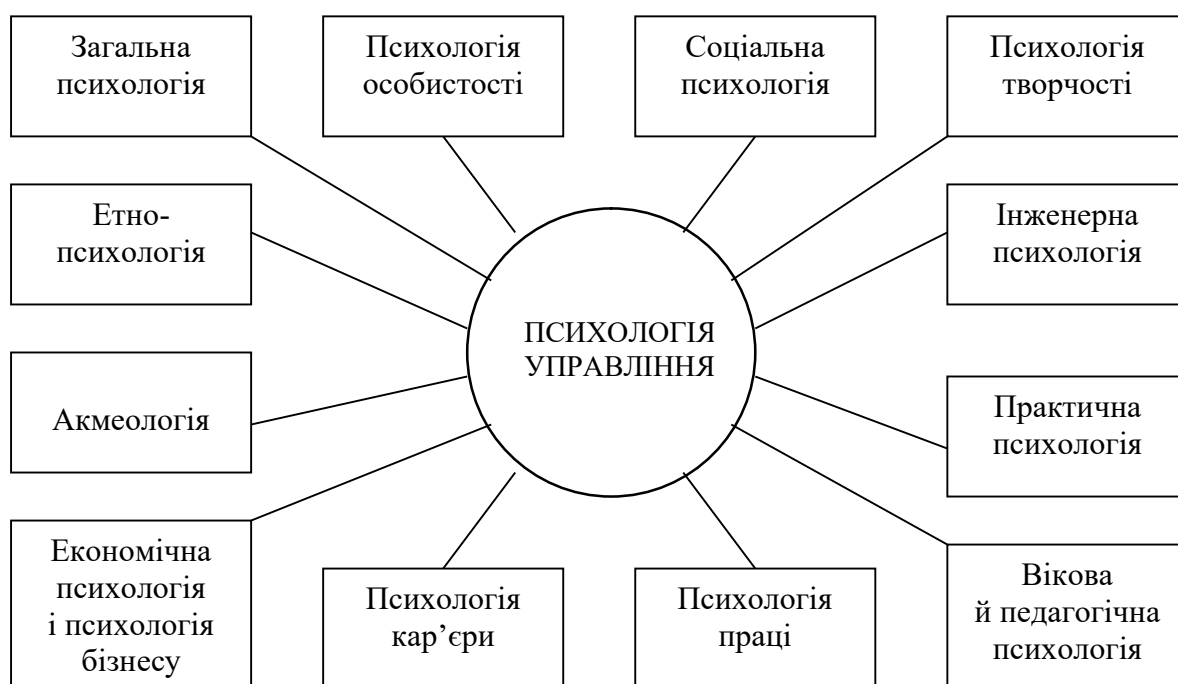 Загальна
психологія
Психологія
особистості
Соціальна
психологія
Психологія
творчості
Етно-
психологія
Інженерна
психологія
ПСИХОЛОГІЯ
УПРАВЛІННЯ
Акмеологія
Практична
психологія
Економічна
психологія
і психологія
бізнесу
Психологія
кар’єри
Психологія
праці
Вікова
й педагогічна
психологія